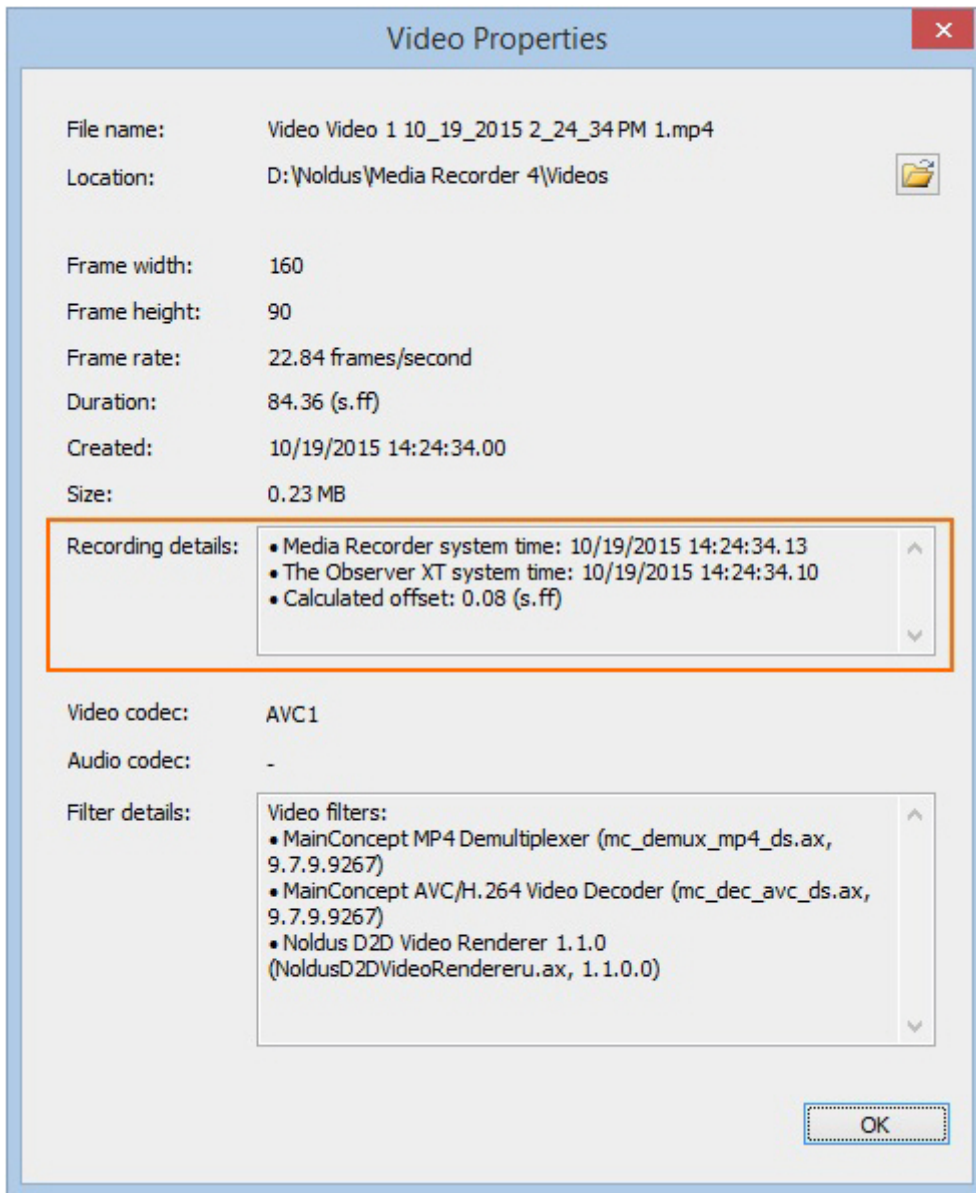 Video Properties
File name: Video Video 1 10_19_2015 2_24_34 PM 1.mp4
Location: D:\Noldus\Media Recorder 4\Videos
Frame width: 160
Frame height: 90
Frame rate: 22.84 frames/second
Duration: 84.36 (s.ff)
Created: 10/19/2015 14:24:34.00
Size: 0.23 MB
Recording details: • Media Recorder system time: 10/19/2015 14:24:34.13
• The Observer XT system time: 10/19/2015 14:24:34.10
• Calculated offset: 0.08 (s.ff)
Video codec: AVC1
Audio codec: -
Filter details: Video filters:
• MainConcept MP4 Demultiplexer (mc_demux_mp4_ds.ax,
9.7.9.9267)
• MainConcept AVC/H.264 Video Decoder (mc_dec_avc_ds.ax,
9.7.9.9267)
• Noldus D2D Video Renderer 1.1.0
(NoldusD2DVideoRendereru.ax, 1.1.0.0)
OK